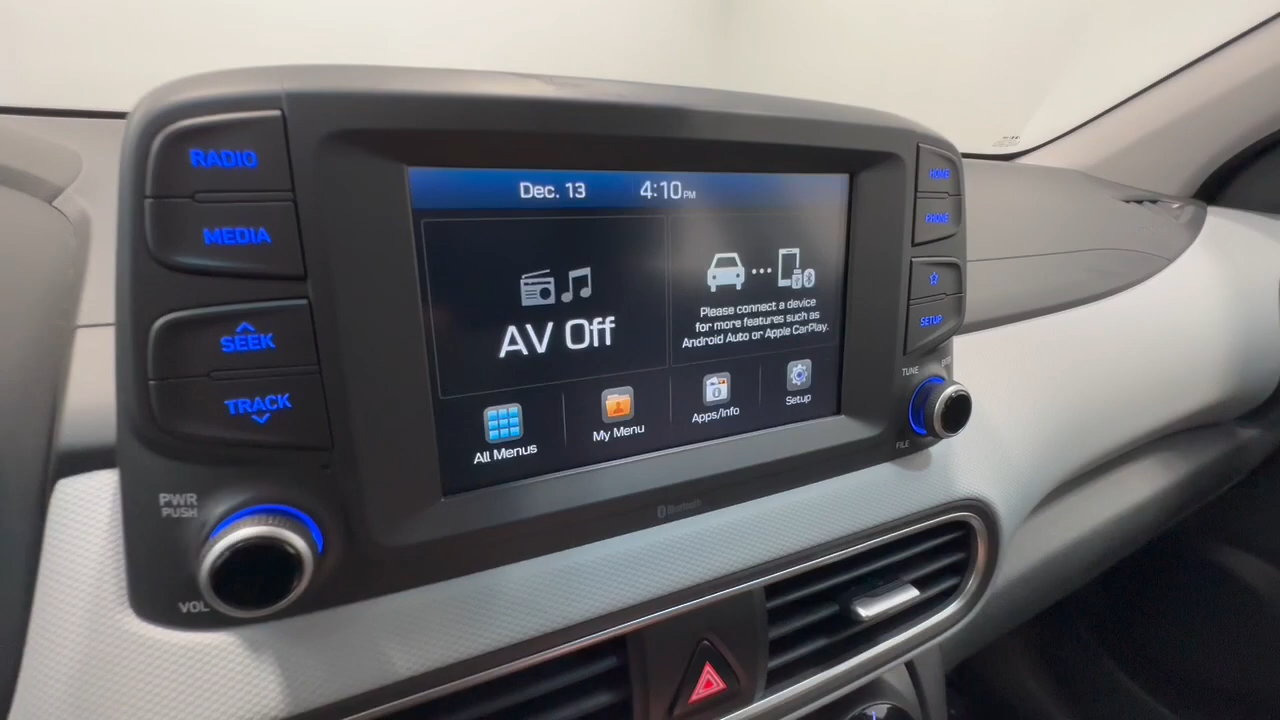 RADIO
MEDIA
SEEK
TRACK
PWR
PUSH
VOL
Dec. 13 4:10PM
AV Off
Please connect a device
for more features such as
Android Auto or Apple CarPlay.
All Menus
My Menu
Apps/Info
Setup
Bluetooth
HOME
PHONE
SETUP
TUNE
FILE